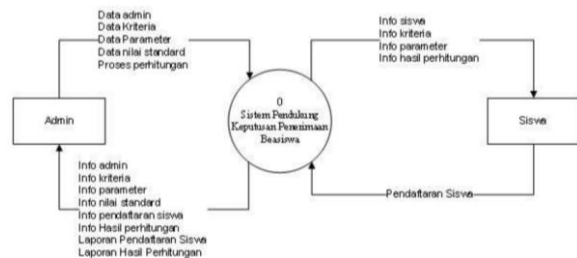 Data admin
Data Kriteria
Data Parameter
Data nilai standard
Proses perhitungan
Info siswa
Info kriteria
Info parameter
Info hasil perhitungan
Admin
0
Sistem Pendukung
Keputusan Penerimaan
Beasiswa
Siswa
Info admin
Info kriteria
Info parameter
Info nilai standard
Info pendaftaran siswa
Info Hasil perhitungan
Laporan Pendaftaran Siswa
Laporan Hasil Perhitungan
Pendaftaran Siswa